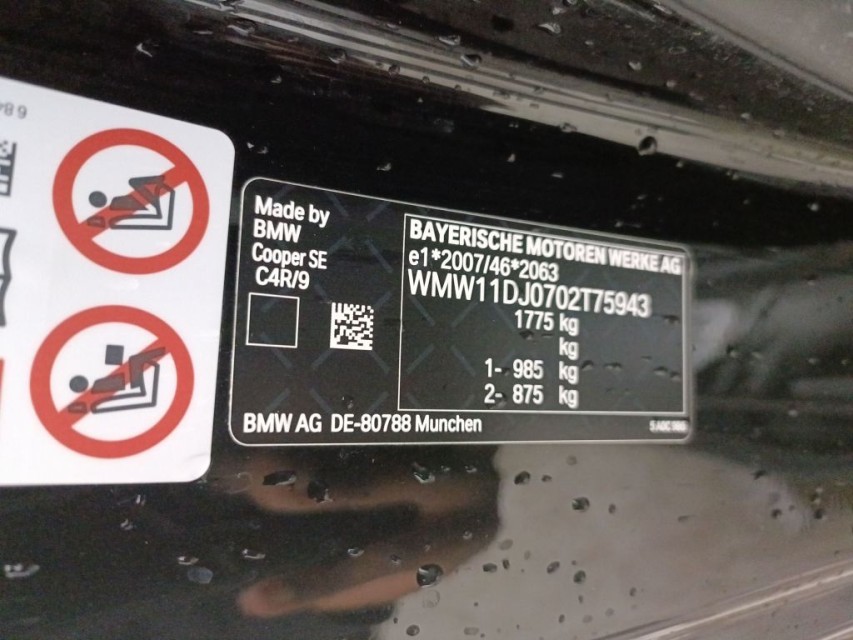 Made by
BMW
Cooper SE
C4R/9
BAYERISCHE MOTOREN WERKE AG
e1*2007/46*2063
WMW11DJ0702T75943
1775 kg
kg
1- 985 kg
2- 875 kg
BMW AG DE-80788 Munchen